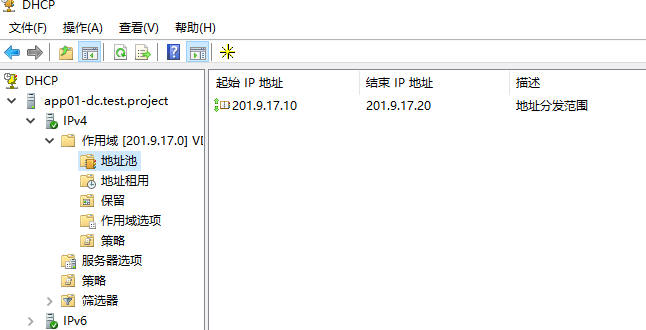 DHCP
文件(F) 操作(A) 查看(V) 帮助(H)
DHCP
app01-dc.test.project
IPv4
作用域 [201.9.17.0]
地址池
地址租用
保留
作用域选项
策略
服务器选项
策略
筛选器
IPv6
起始 IP 地址 结束 IP 地址 描述
201.9.17.10 201.9.17.20 地址分发范围